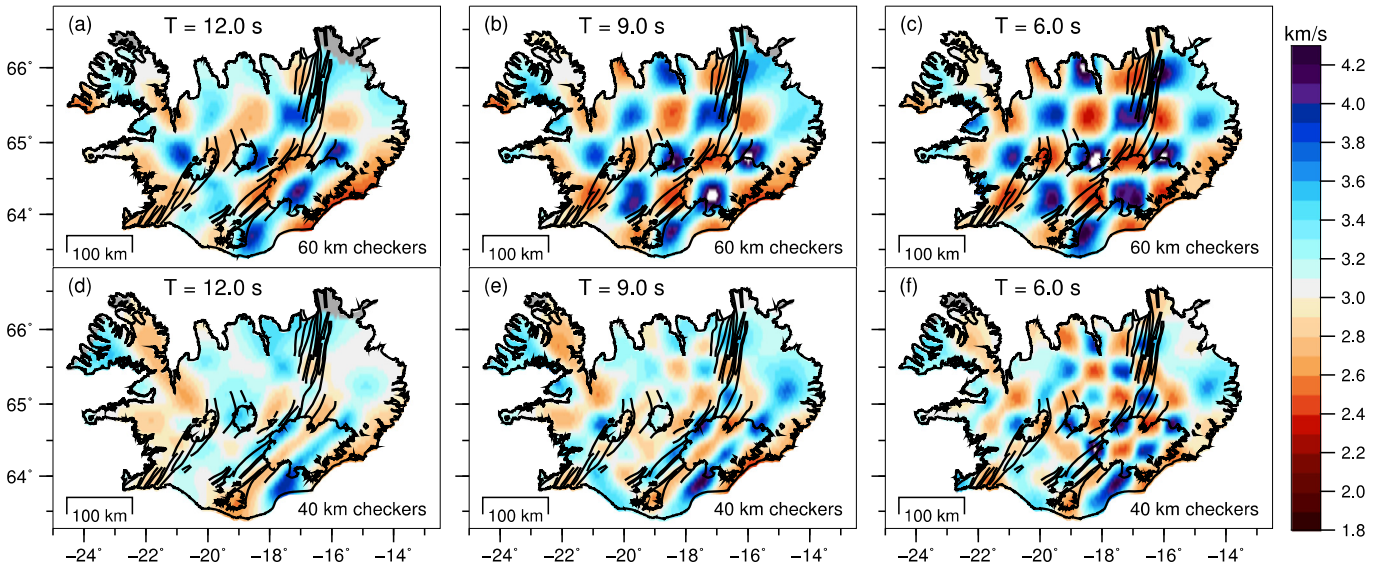 (a) T = 12.0 s
(b) T = 9.0 s
(c) T = 6.0 s
km/s
66°
65°
64°
100 km
60 km checkers
100 km
60 km checkers
100 km
60 km checkers
(d) T = 12.0 s
(e) T = 9.0 s
(f) T = 6.0 s
66°
65°
64°
100 km
40 km checkers
100 km
40 km checkers
100 km
40 km checkers
−24° −22° −20° −18° −16° −14°
−24° −22° −20° −18° −16° −14°
−24° −22° −20° −18° −16° −14°
4.2
4.0
3.8
3.6
3.4
3.2
3.0
2.8
2.6
2.4
2.2
2.0
1.8